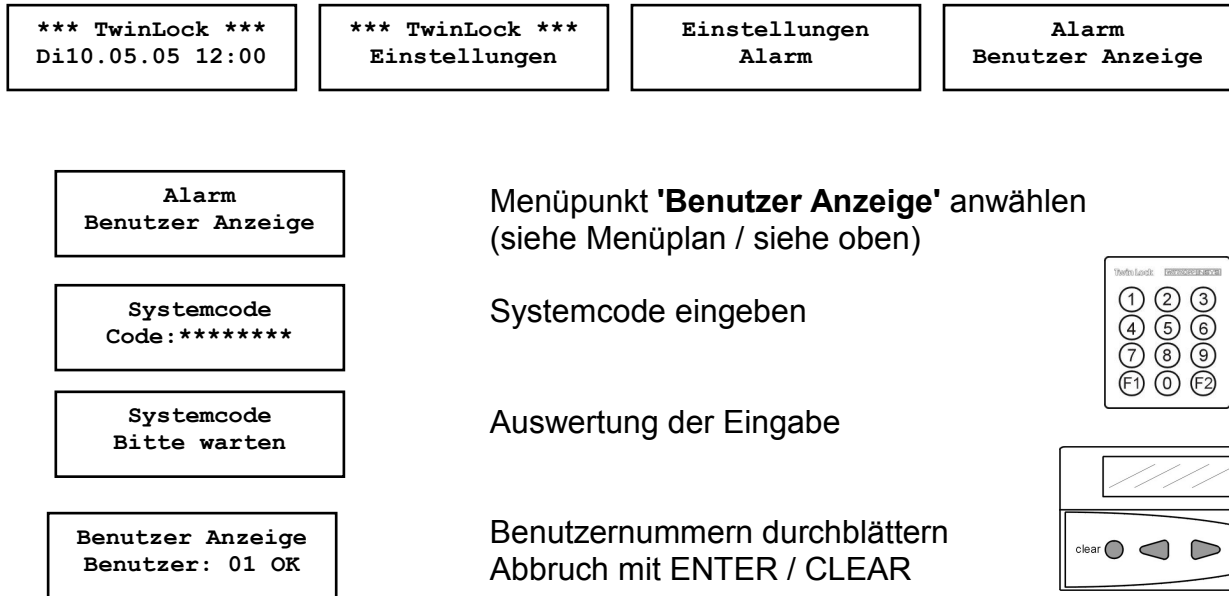 *** TwinLock ***
Di10.05.05 12:00
*** TwinLock ***
Einstellungen
Einstellungen
Alarm
Alarm
Benutzer Anzeige
Alarm
Benutzer Anzeige
Menüpunkt 'Benutzer Anzeige' anwählen
(siehe Menüplan / siehe oben)
Systemcode
Code:********
Systemcode eingeben
Twin Lock
1 2 3
4 5 6
7 8 9
F1 0 F2
Systemcode
Bitte warten
Auswertung der Eingabe
Benutzer Anzeige
Benutzer: 01 OK
Benutzernummern durchblättern
Abbruch mit ENTER / CLEAR
clear